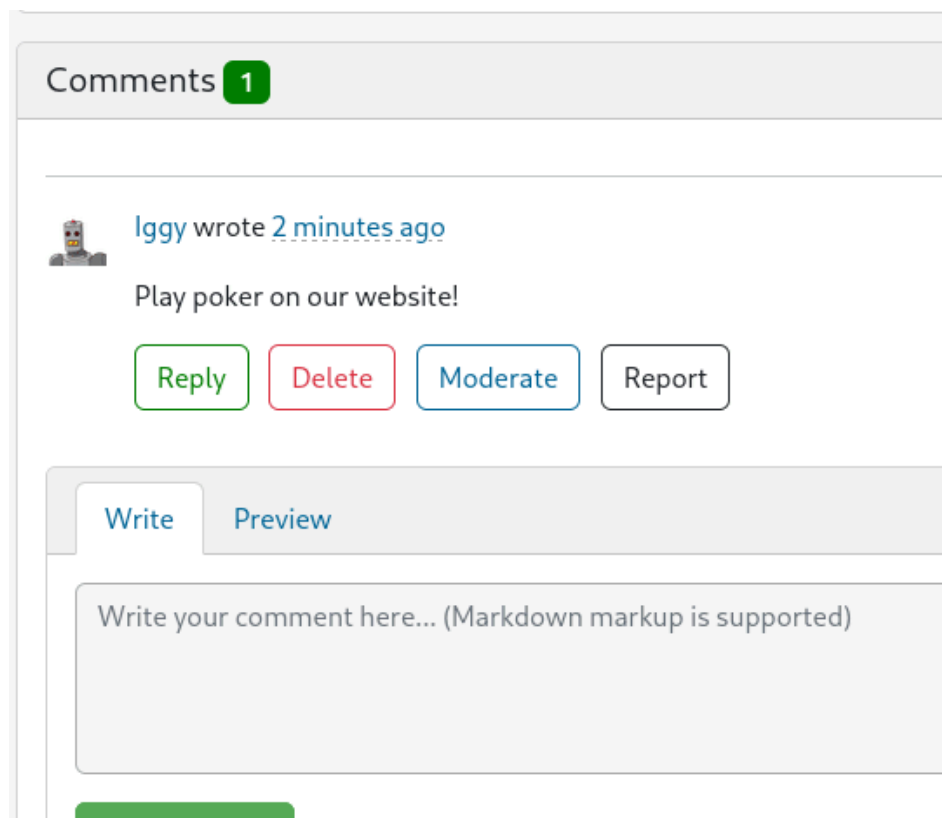 Comments 1
Iggy wrote 2 minutes ago
Play poker on our website!
Reply Delete Moderate Report
Write Preview
Write your comment here... (Markdown markup is supported)